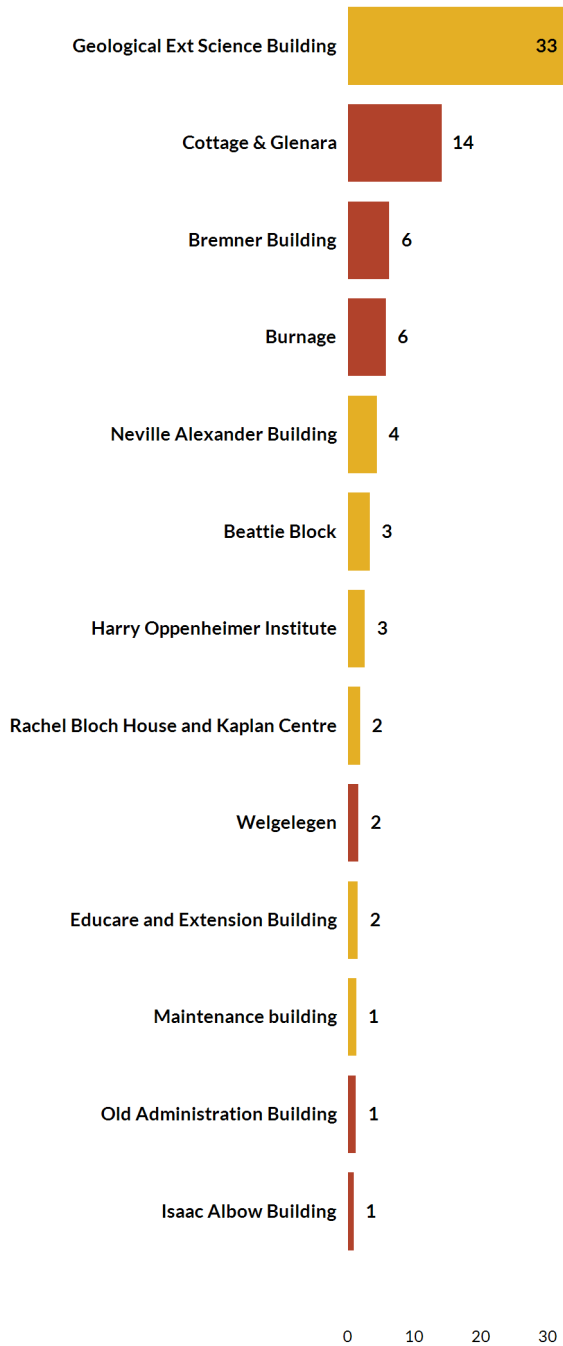 Geological Ext Science Building 33
Cottage & Glenara 14
Bremner Building 6
Burnage 6
Neville Alexander Building 4
Beattie Block 3
Harry Oppenheimer Institute 3
Rachel Bloch House and Kaplan Centre 2
Welgelegen 2
Educare and Extension Building 2
Maintenance building 1
Old Administration Building 1
Isaac Albow Building 1
0 10 20 30